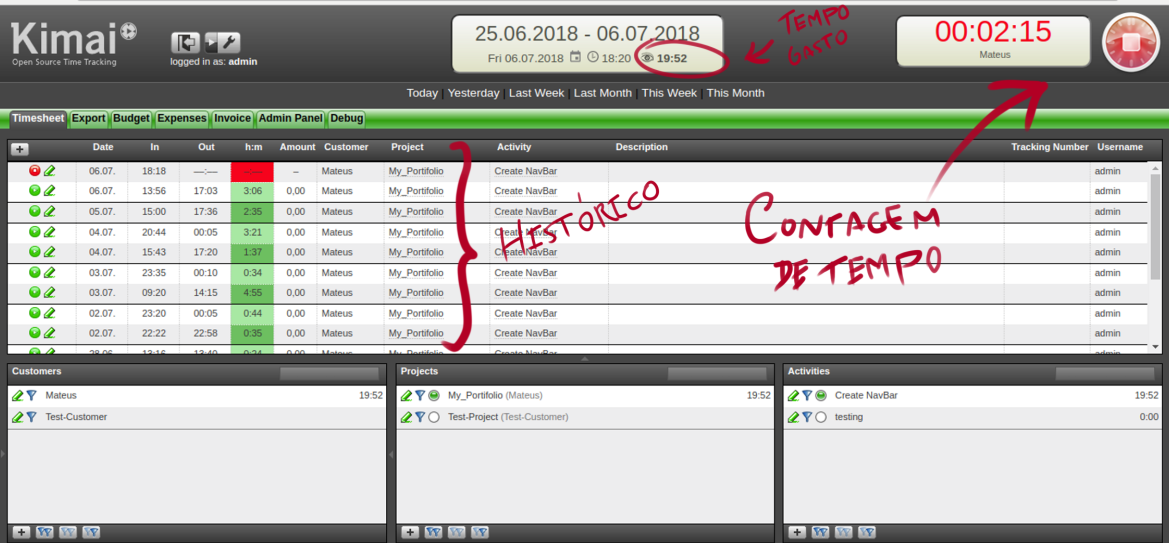 Kimai
Open Source Time Tracking
logged in as: admin
25.06.2018 - 06.07.2018
Fri 06.07.2018 18:20 19:52
TEMPO
GASTO
00:02:15
Mateus
Today | Yesterday | Last Week | Last Month | This Week | This Month
Timesheet Export Budget Expenses Invoice Admin Panel Debug
+ Date In Out h:m Amount Customer Project Activity Description Tracking Number Username
06.07. 18:18 ––:–– –:–– – Mateus My_Portifolio Create NavBar admin
06.07. 13:56 17:03 3:06 0,00 Mateus My_Portifolio Create NavBar admin
05.07. 15:00 17:36 2:35 0,00 Mateus My_Portifolio Create NavBar admin
04.07. 20:44 00:05 3:21 0,00 Mateus My_Portifolio Create NavBar admin
04.07. 15:43 17:20 1:37 0,00 Mateus My_Portifolio Create NavBar admin
03.07. 23:35 00:10 0:34 0,00 Mateus My_Portifolio Create NavBar admin
03.07. 09:20 14:15 4:55 0,00 Mateus My_Portifolio Create NavBar admin
02.07. 23:20 00:05 0:44 0,00 Mateus My_Portifolio Create NavBar admin
02.07. 22:22 22:58 0:35 0,00 Mateus My_Portifolio Create NavBar admin
28.06. 13:16 13:40 0:24 0,00 Mateus My_Portifolio Create NavBar admin
HISTÓRICO
CONTAGEM
DE TEMPO
Customers
Mateus 19:52
Test-Customer
Projects
My_Portifolio (Mateus) 19:52
Test-Project (Test-Customer)
Activities
Create NavBar 19:52
testing 0:00